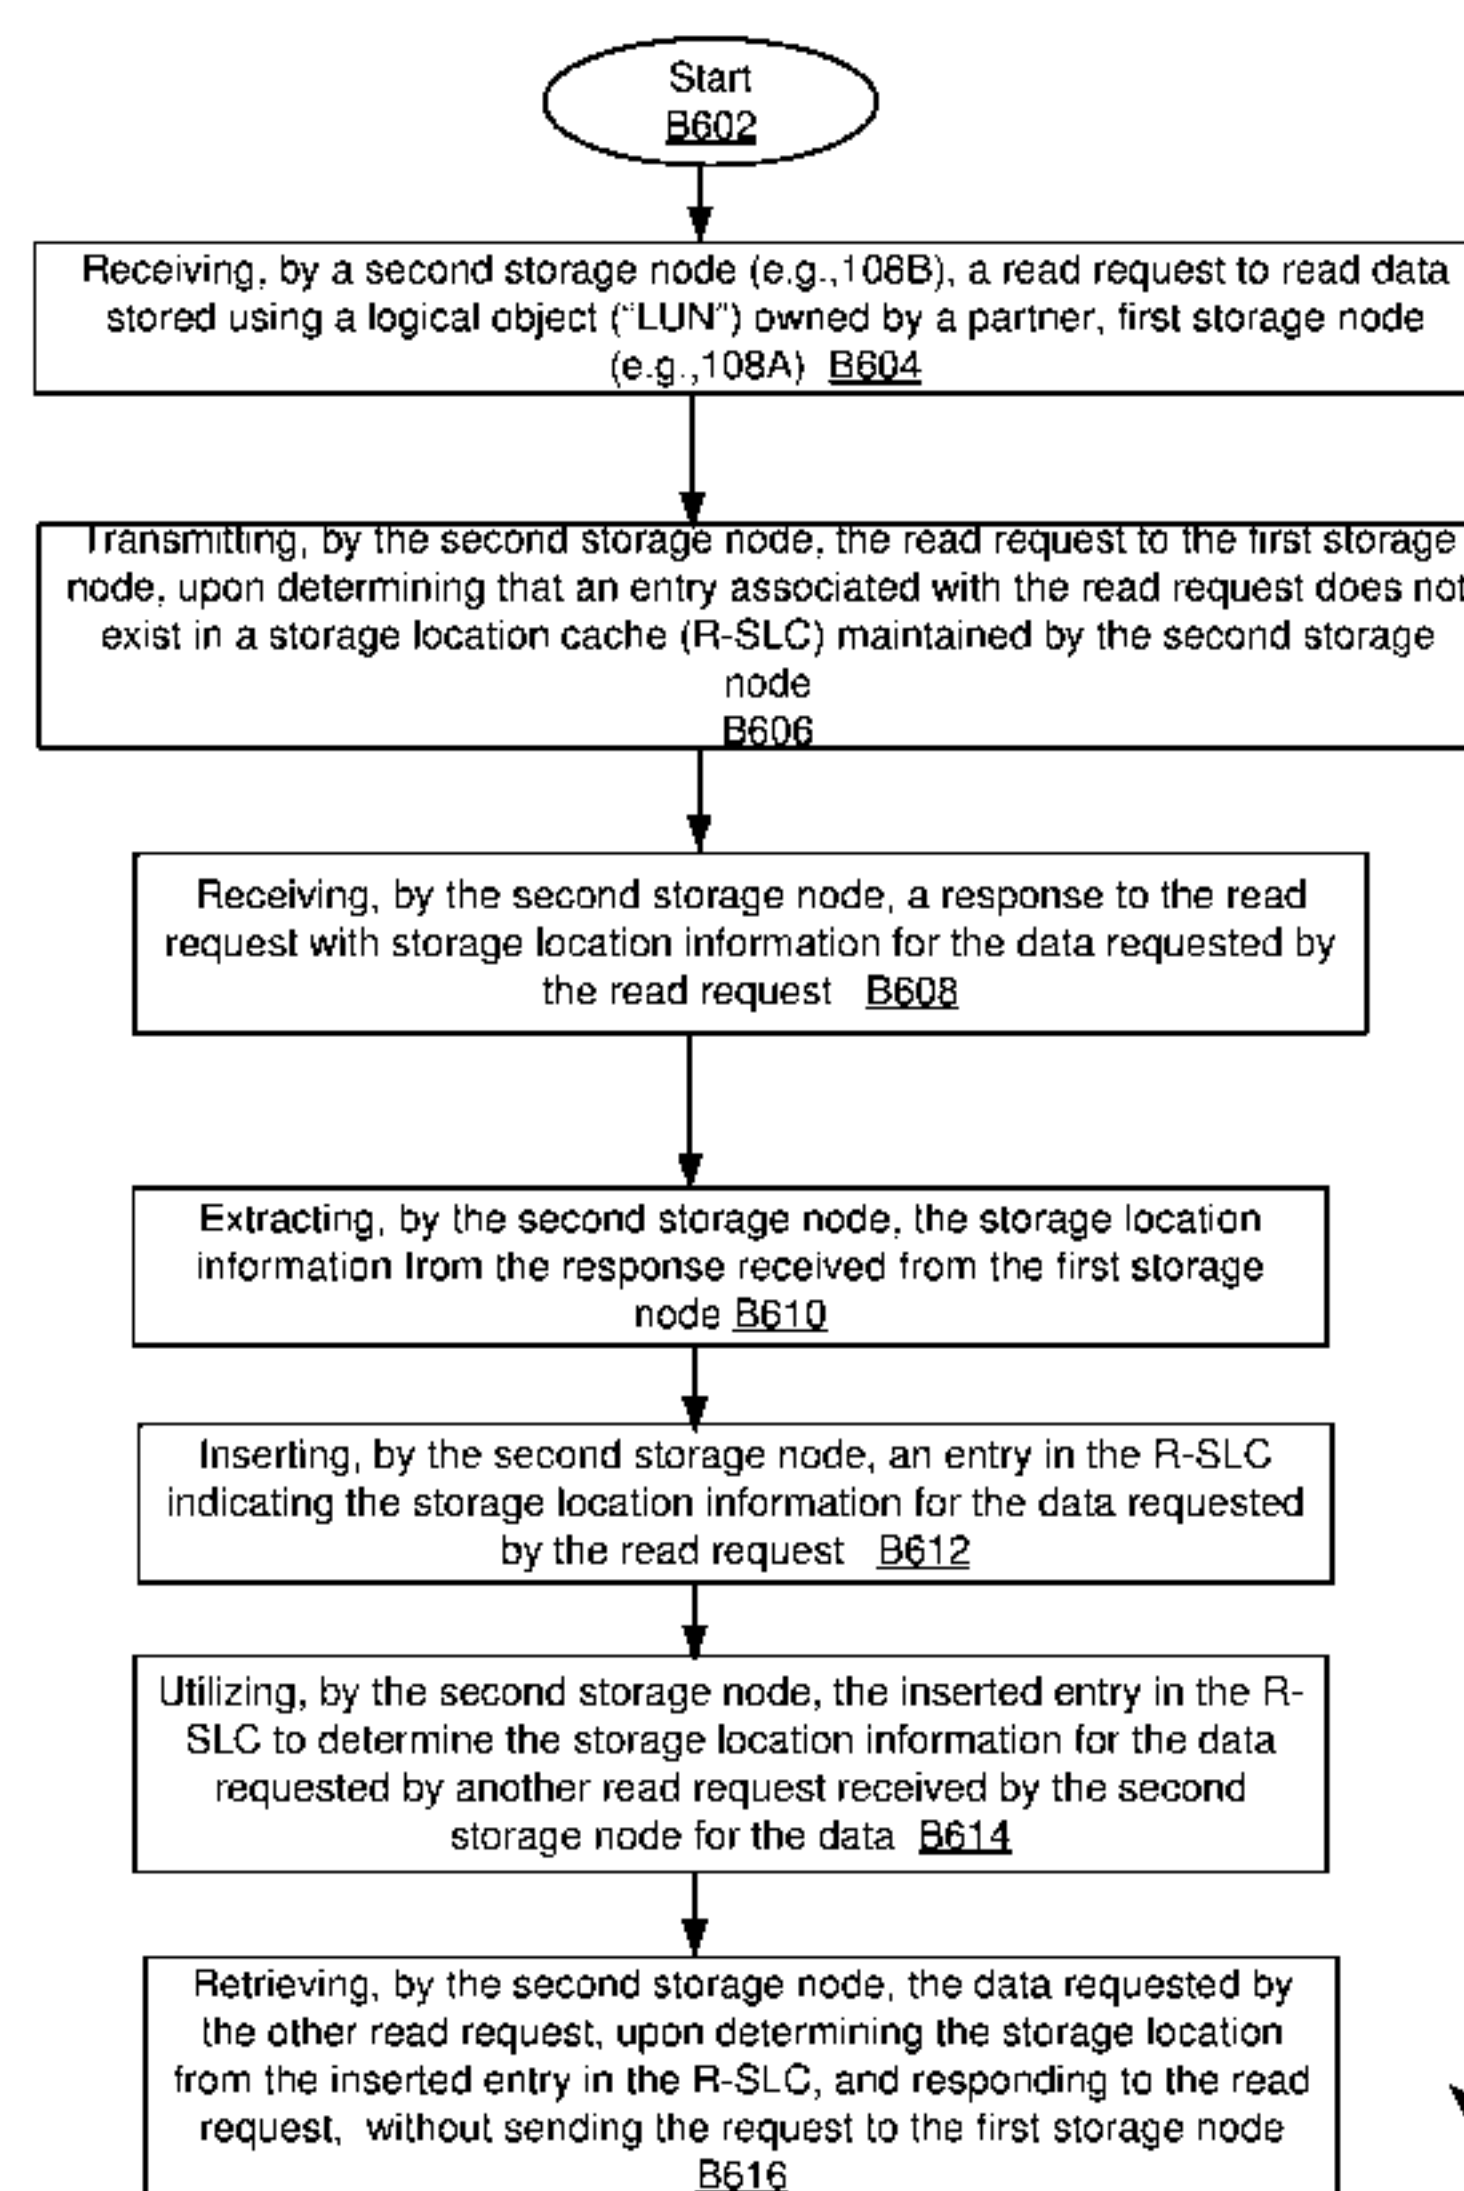 Start
B602
Receiving, by a second storage node (e.g.,108B), a read request to read data
stored using a logical object ("LUN") owned by a partner, first storage node
(e.g.,108A) B604
Transmitting, by the second storage node, the read request to the first storage
node, upon determining that an entry associated with the read request does not
exist in a storage location cache (R-SLC) maintained by the second storage
node
B606
Receiving, by the second storage node, a response to the read
request with storage location information for the data requested by
the read request B608
Extracting, by the second storage node, the storage location
information from the response received from the first storage
node B610
Inserting, by the second storage node, an entry in the R-SLC
indicating the storage location information for the data requested
by the read request B612
Utilizing, by the second storage node, the inserted entry in the R-
SLC to determine the storage location information for the data
requested by another read request received by the second
storage node for the data B614
Retrieving, by the second storage node, the data requested by
the other read request, upon determining the storage location
from the inserted entry in the R-SLC, and responding to the read
request, without sending the request to the first storage node
B616